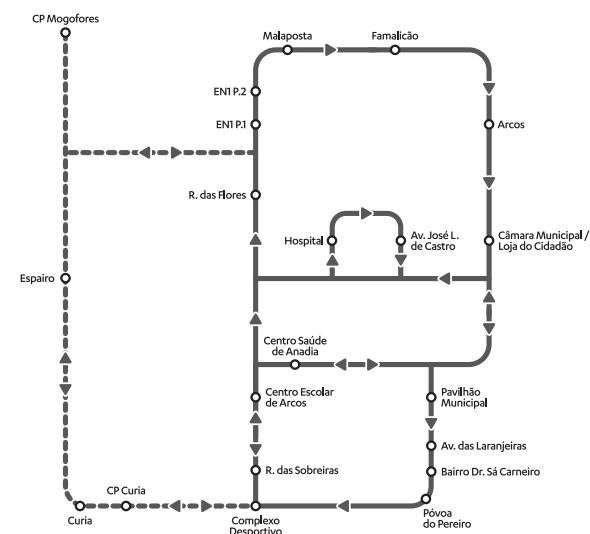 CP Mogofores
Malaposta
Famalicão
EN1 P.2
EN1 P.1
Arcos
R. das Flores
Hospital
Av. José L.
de Castro
Câmara Municipal /
Loja do Cidadão
Espairo
Centro Saúde
de Anadia
Centro Escolar
de Arcos
Pavilhão
Municipal
Av. das Laranjeiras
R. das Sobreiras
Bairro Dr. Sá Carneiro
CP Curia
Curia
Complexo
Desportivo
Póvoa
do Pereiro